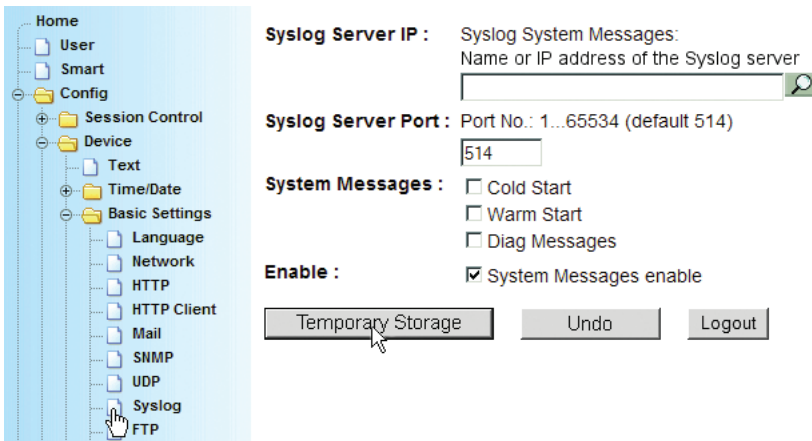 Home
User
Smart
Config
Session Control
Device
Text
Time/Date
Basic Settings
Language
Network
HTTP
HTTP Client
Mail
SNMP
UDP
Syslog
FTP
Syslog Server IP : Syslog System Messages:
Name or IP address of the Syslog server
Syslog Server Port : Port No.: 1...65534 (default 514)
514
System Messages : Cold Start
Warm Start
Diag Messages
Enable : System Messages enable
Temporary Storage Undo Logout